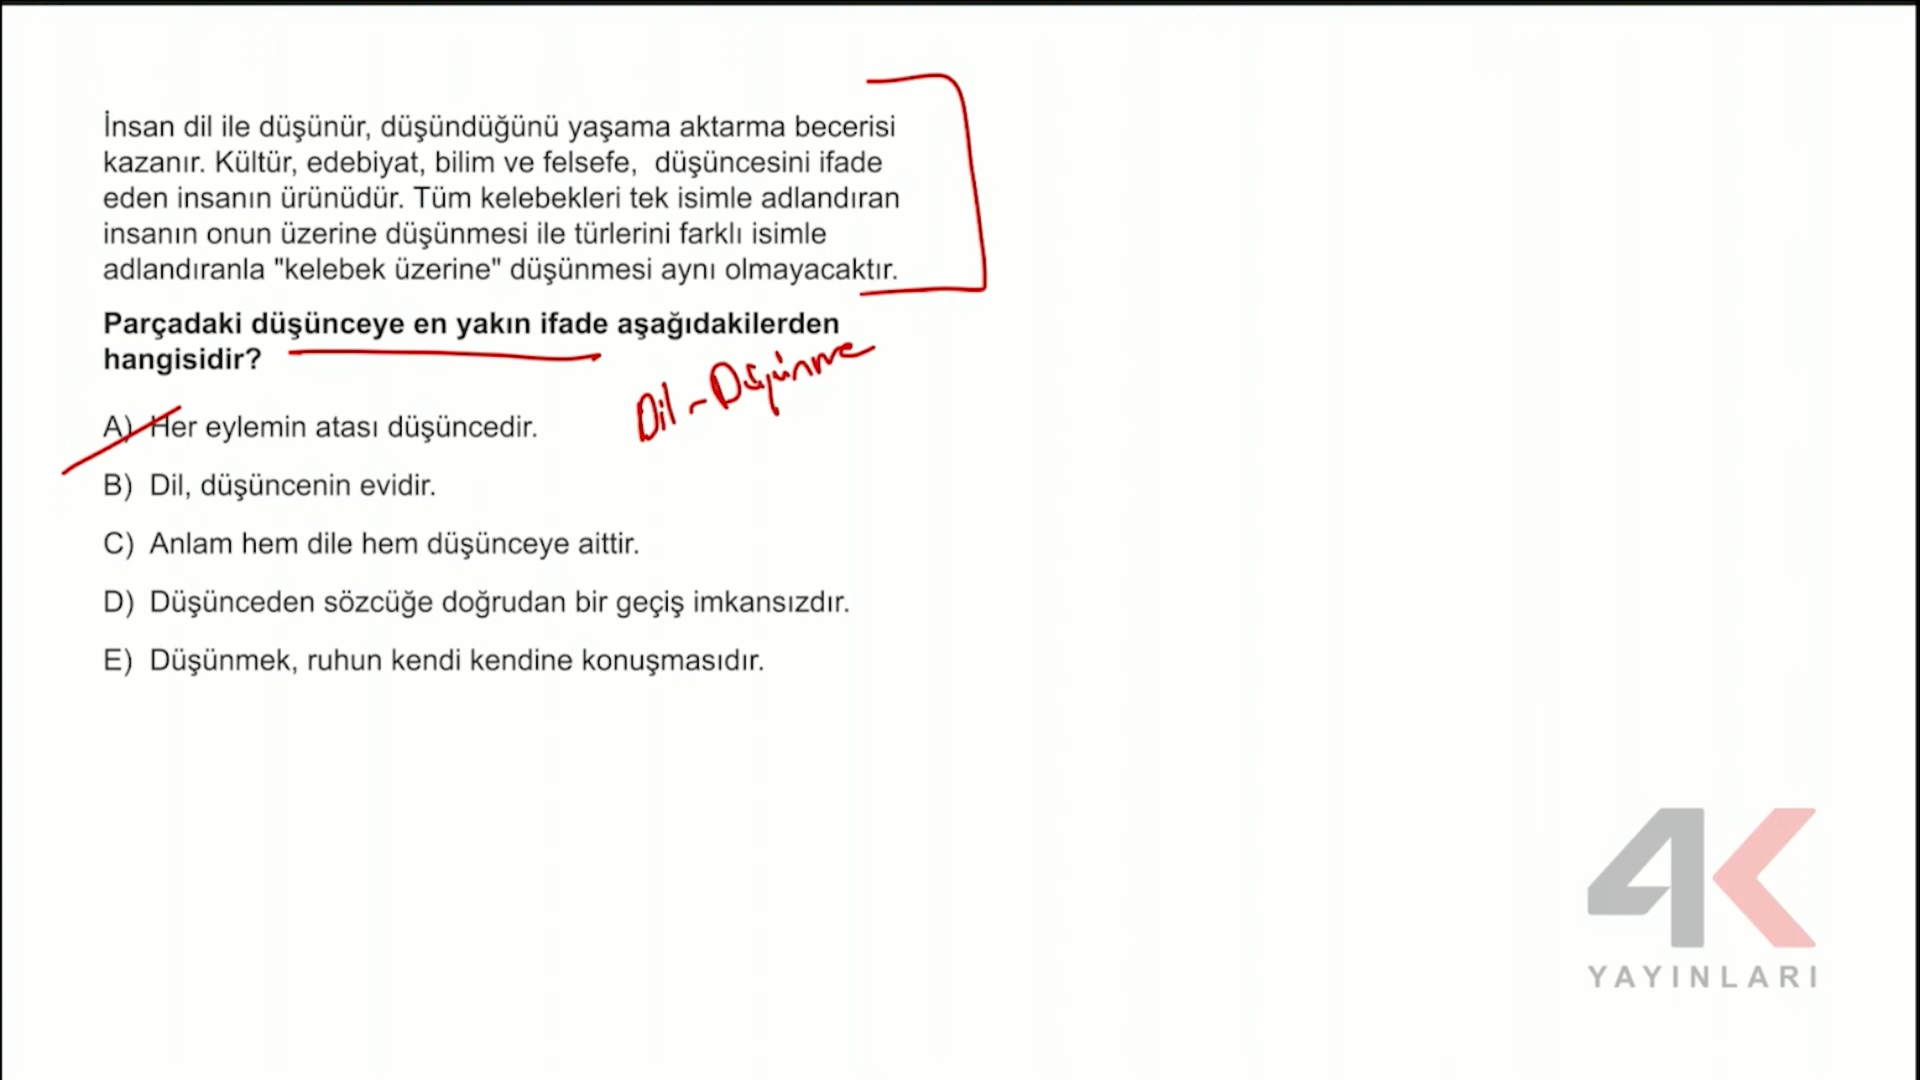 İnsan dil ile düşünür, düşündüğünü yaşama aktarma becerisi
kazanır. Kültür, edebiyat, bilim ve felsefe, düşüncesini ifade
eden insanın ürünüdür. Tüm kelebekleri tek isimle adlandıran
insanın onun üzerine düşünmesi ile türlerini farklı isimle
adlandıranla "kelebek üzerine" düşünmesi aynı olmayacaktır.
Parçadaki düşünceye en yakın ifade aşağıdakilerden
hangisidir?
Dil - Düşünme
A) Her eylemin atası düşüncedir.
B) Dil, düşüncenin evidir.
C) Anlam hem dile hem düşünceye aittir.
D) Düşünceden sözcüğe doğrudan bir geçiş imkansızdır.
E) Düşünmek, ruhun kendi kendine konuşmasıdır.
4K
YAYINLARI